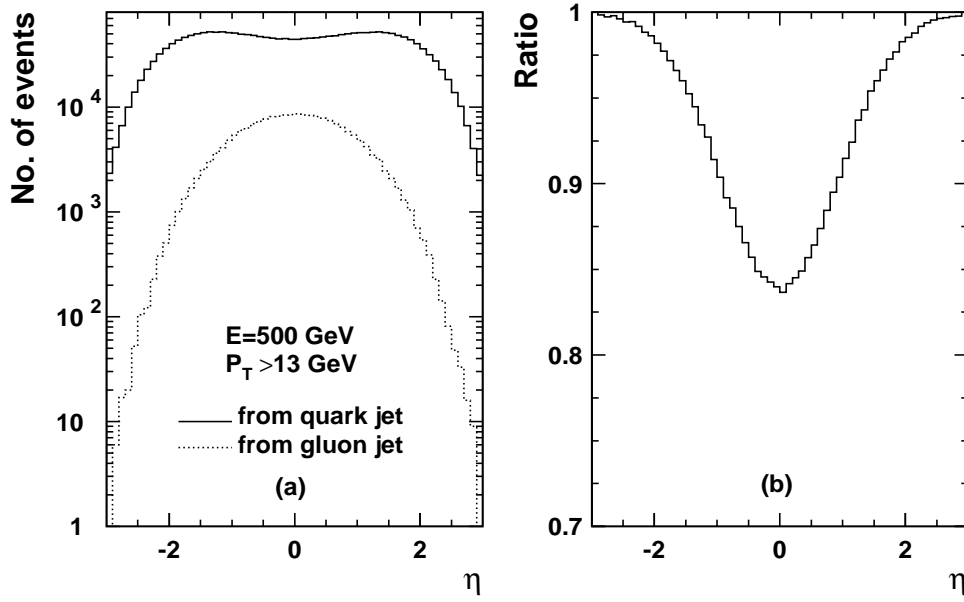 No. of events
10^4
10^3
10^2
10
1
-2 0 2
η
E=500 GeV
P_T >13 GeV
from quark jet
from gluon jet
(a)
Ratio
1
0.9
0.8
0.7
-2 0 2
η
(b)